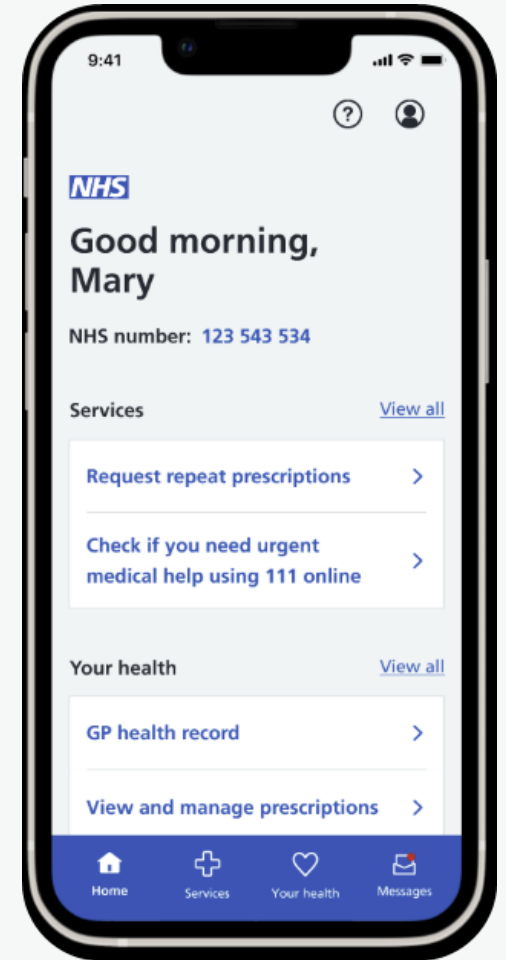 9:41
?
NHS
Good morning,
Mary
NHS number: 123 543 534
Services View all
Request repeat prescriptions
Check if you need urgent
medical help using 111 online
Your health View all
GP health record
View and manage prescriptions
Home Services Your health Messages